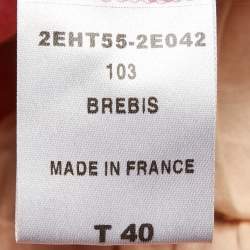 2EHT55-2E042
103
BREBIS
MADE IN FRANCE
T 40